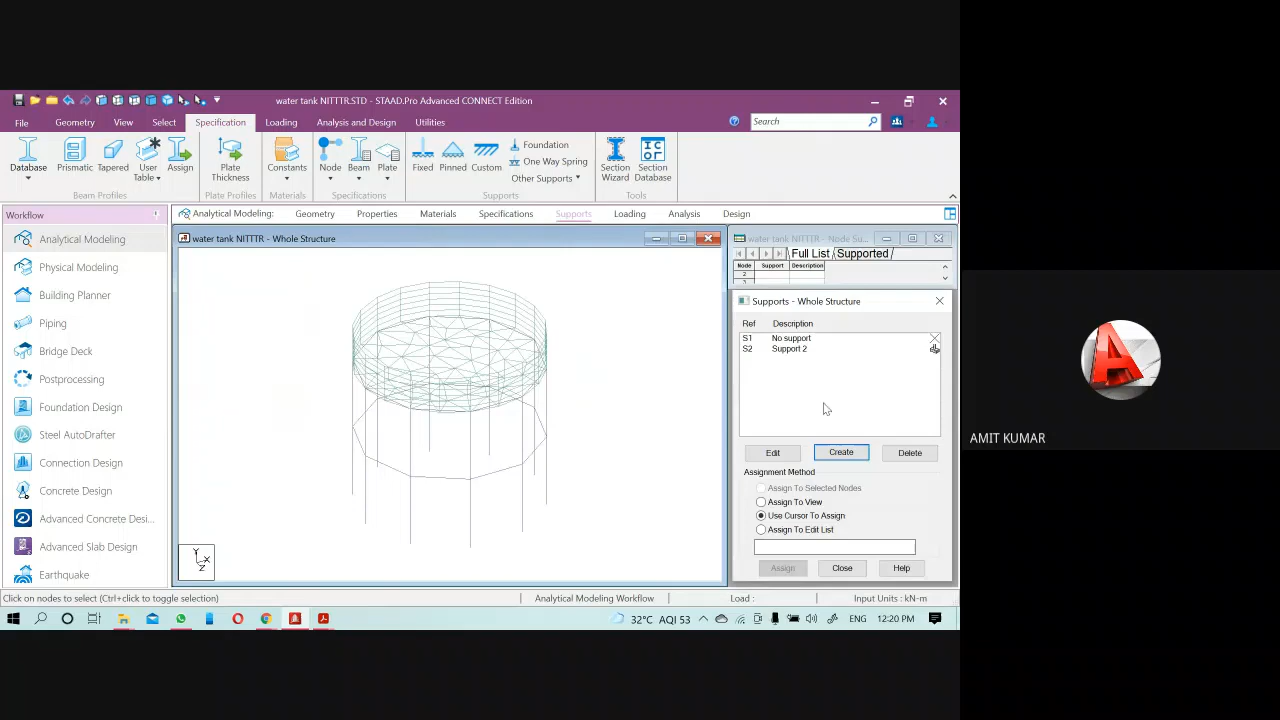 water tank NITTTR.STD - STAAD.Pro Advanced CONNECT Edition
File Geometry View Select Specification Loading Analysis and Design Utilities Search
Database Prismatic Tapered User Table Assign Plate Thickness Constants Node Beam Plate Fixed Pinned Custom Foundation Section Wizard Section Database
One Way Spring
Other Supports
Beam Profiles Plate Profiles Materials Specifications Supports Tools
Workflow
Analytical Modeling: Geometry Properties Materials Specifications Supports Loading Analysis Design
Analytical Modeling
Physical Modeling
Building Planner
Piping
Bridge Deck
Postprocessing
Foundation Design
Steel AutoDrafter
Connection Design
Concrete Design
Advanced Concrete Desi...
Advanced Slab Design
Earthquake
water tank NITTTR - Whole Structure
Y
X
Z
water tank NITTTR - Node Su...
Full List Supported
Node Support Description
2
Supports - Whole Structure
Ref Description
S1 No support
S2 Support 2
Edit Create Delete
Assignment Method
Assign To Selected Nodes
Assign To View
Use Cursor To Assign
Assign To Edit List
Assign Close Help
Click on nodes to select (Ctrl+click to toggle selection) Analytical Modeling Workflow Load : Input Units : kN-m
32°C AQI 53 ENG 12:20 PM
A
AMIT KUMAR